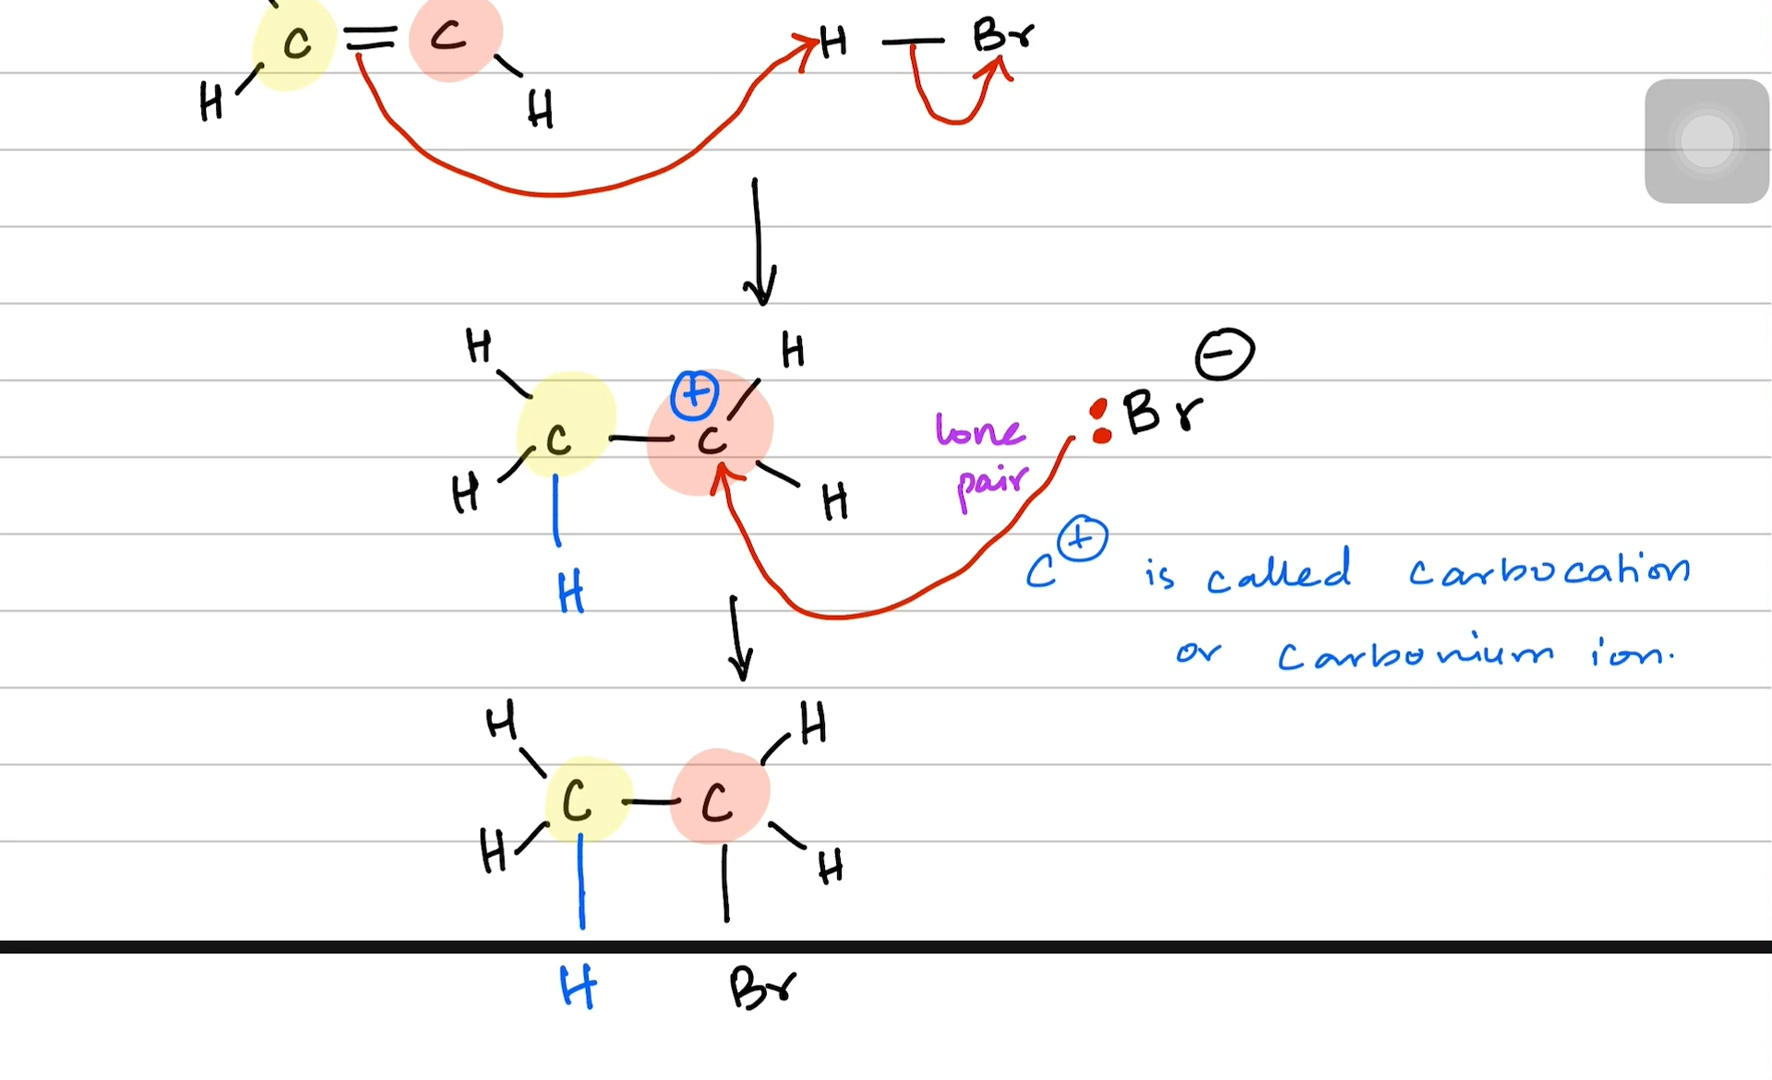 C = C H — Br
H H
H H ⊖
⊕
C — C lone :Br
H H pair
H C⊕ is called carbocation
or carbonium ion.
H H
C — C
H H
H Br